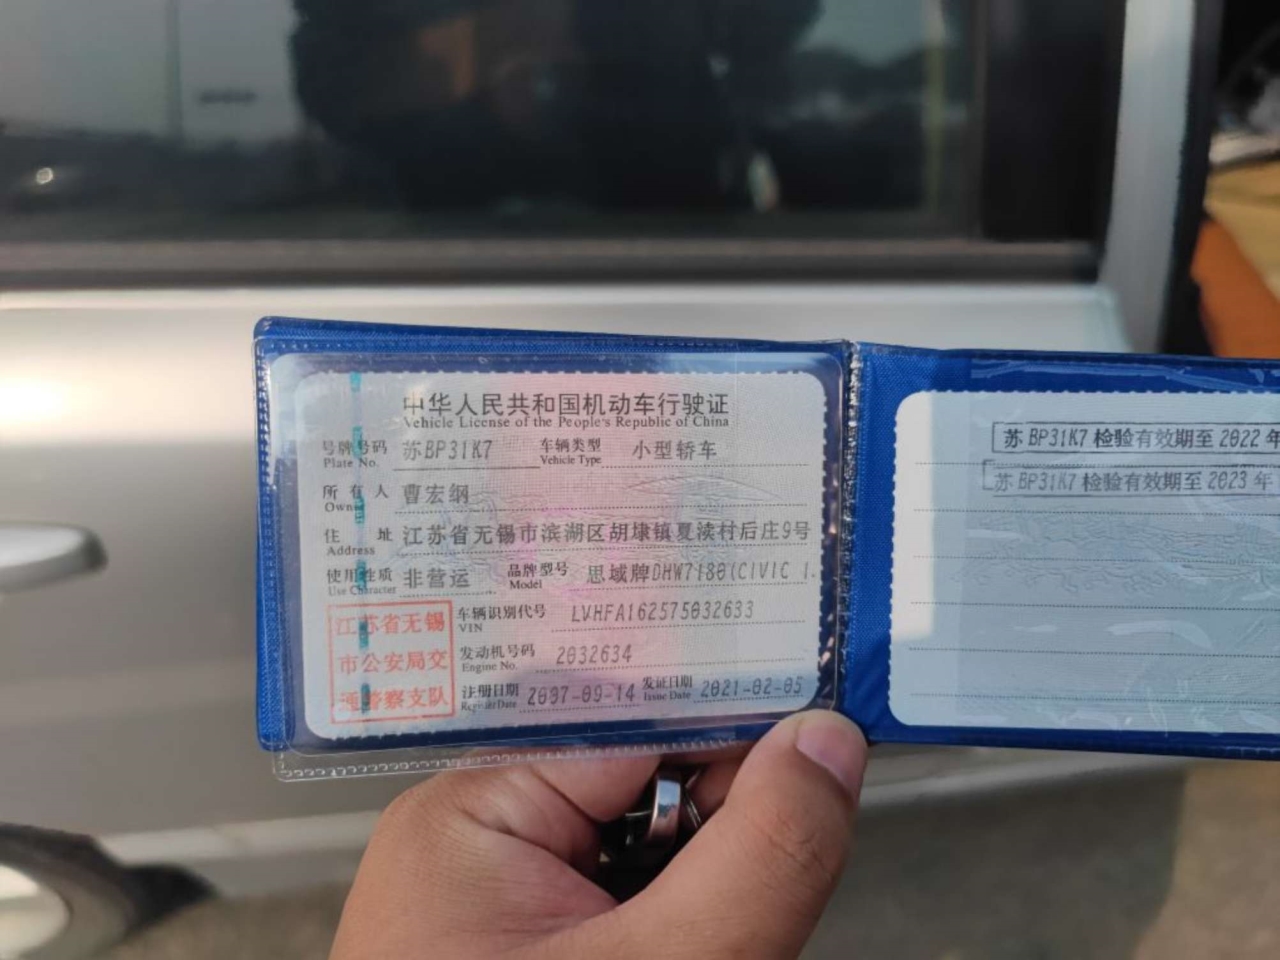 中华人民共和国机动车行驶证
Vehicle License of the People's Republic of China
号牌号码 苏BP31K7 车辆类型 小型轿车
Plate No. Vehicle Type
所有人 曹宏纲
Owner
住址 江苏省无锡市滨湖区胡埭镇夏渎村后庄9号
Address
使用性质 非营运 品牌型号 思域牌DHW7180(CIVIC 1.
Use Character Model
车辆识别代号 LVHFA162575032633
VIN
发动机号码 2032634
Engine No.
注册日期 2007-09-14 发证日期 2021-02-05
Register Date Issue Date
江苏省无锡
市公安局交
通警察支队
苏BP31K7 检验有效期至 2022 年
苏BP31K7 检验有效期至 2023 年